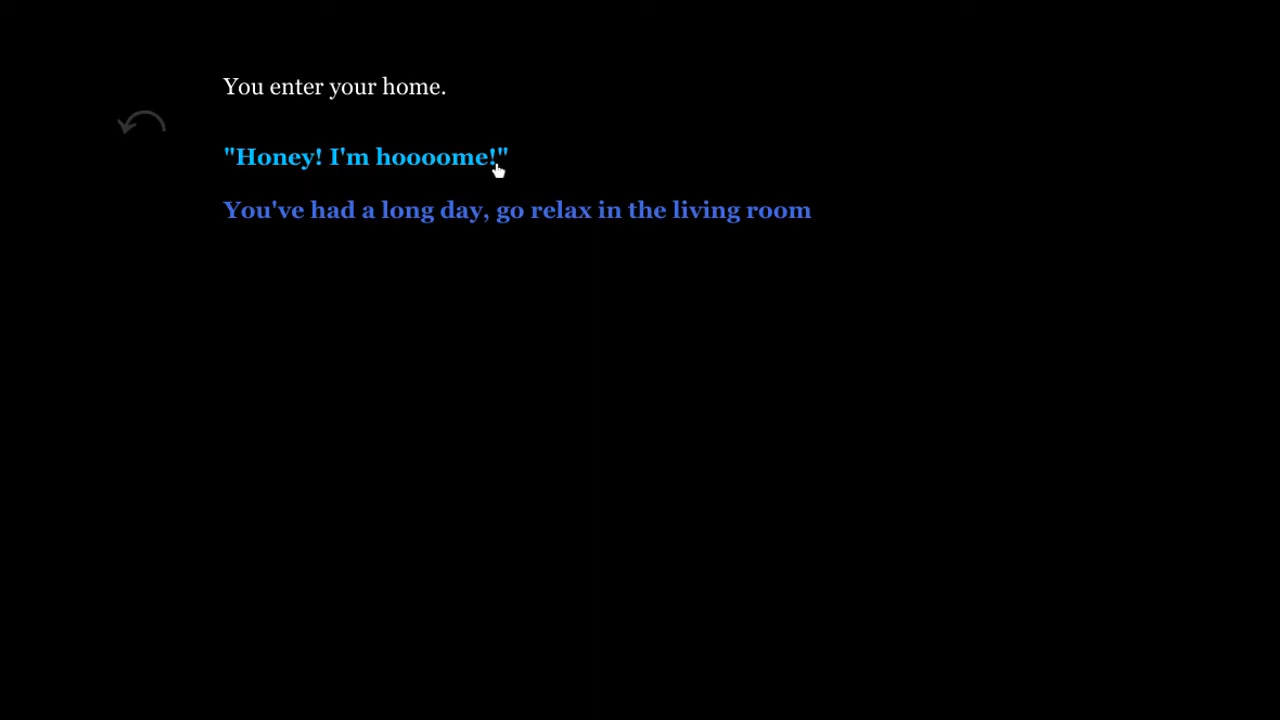 You enter your home.
"Honey! I'm hoooome!"
You've had a long day, go relax in the living room